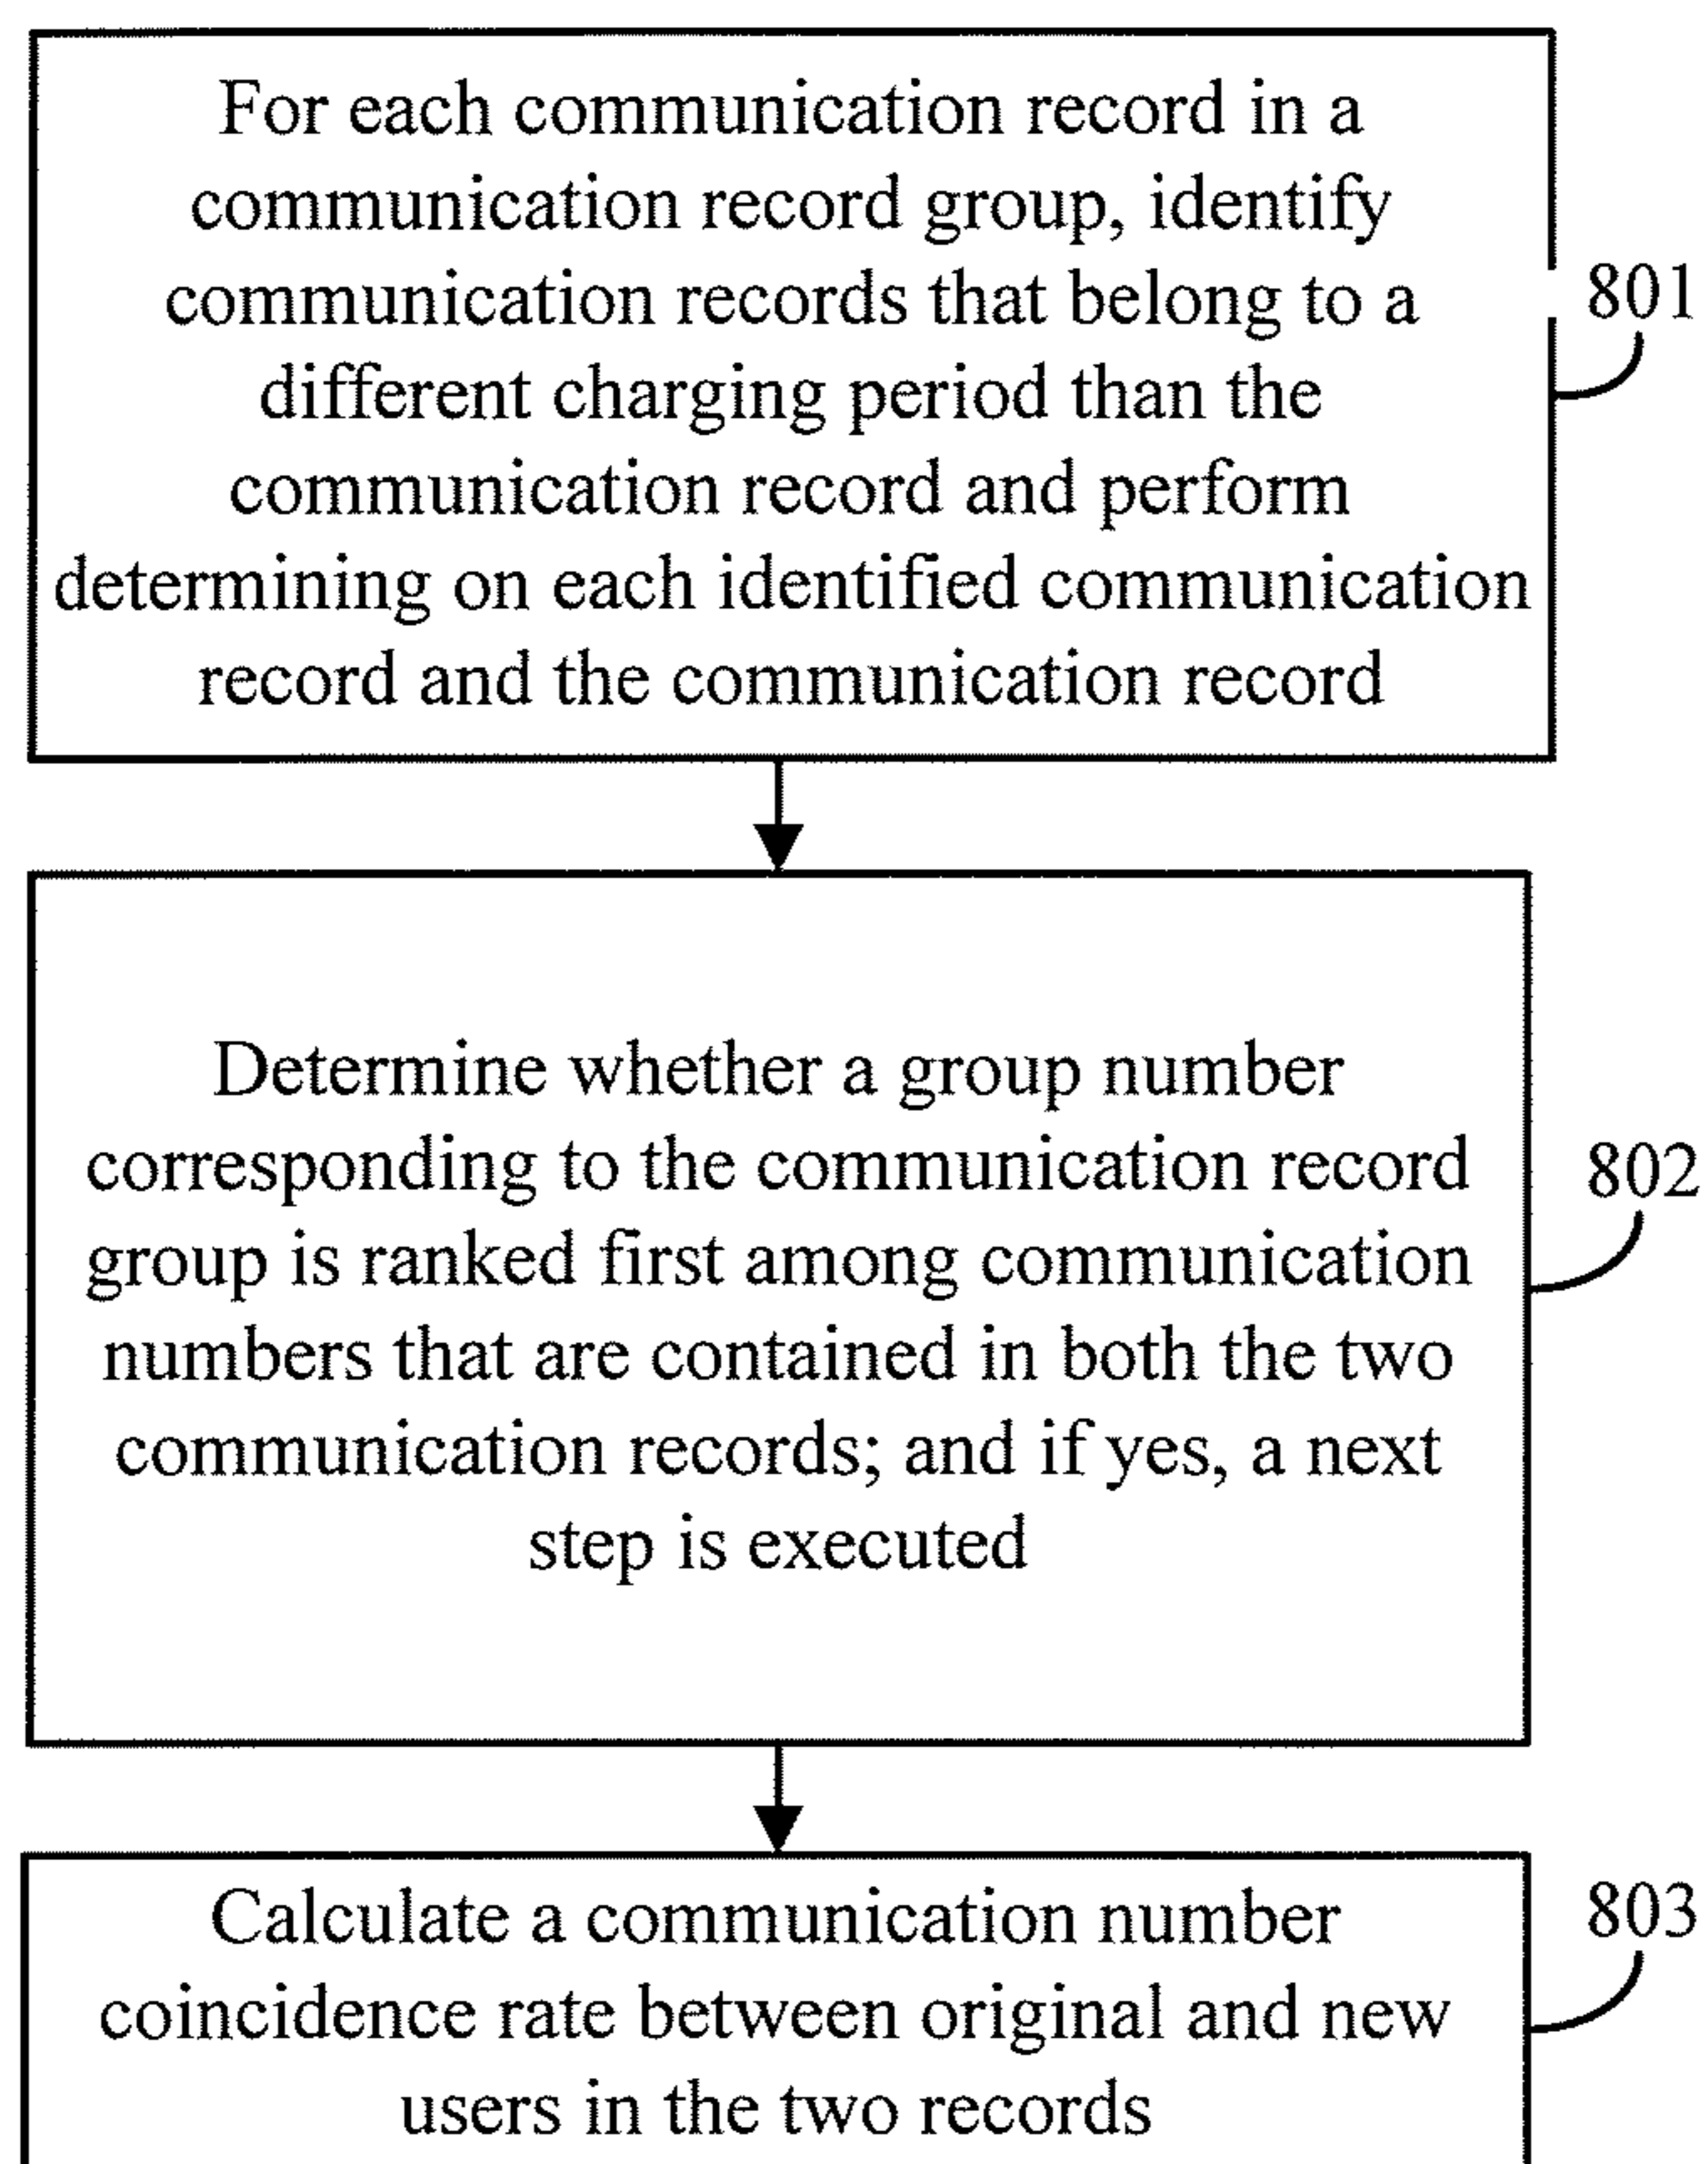 For each communication record in a
communication record group, identify
communication records that belong to a
801
different charging period than the
communication record and perform
determining on each identified communication
record and the communication record
Determine whether a group number
corresponding to the communication record
802
group is ranked first among communication
numbers that are contained in both the two
communication records; and if yes, a next
step is executed
Calculate a communication number
803
coincidence rate between original and new
users in the two records